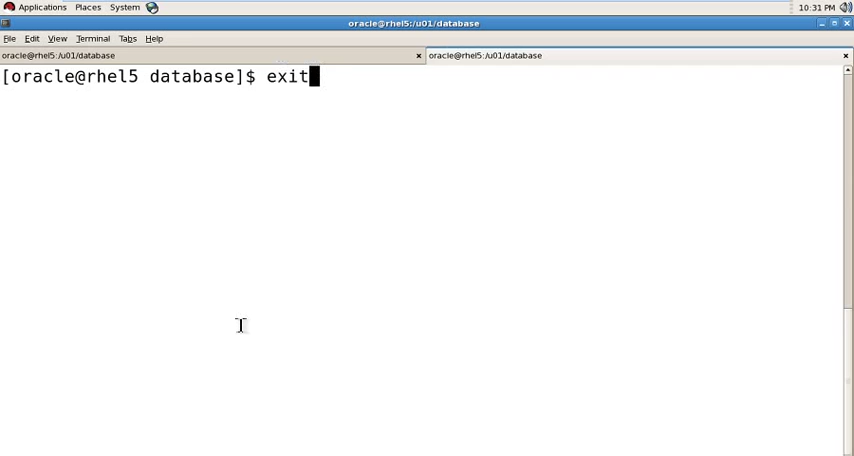 Applications Places System 10:31 PM
oracle@rhel5:/u01/database
File Edit View Terminal Tabs Help
oracle@rhel5:/u01/database oracle@rhel5:/u01/database
[oracle@rhel5 database]$ exit